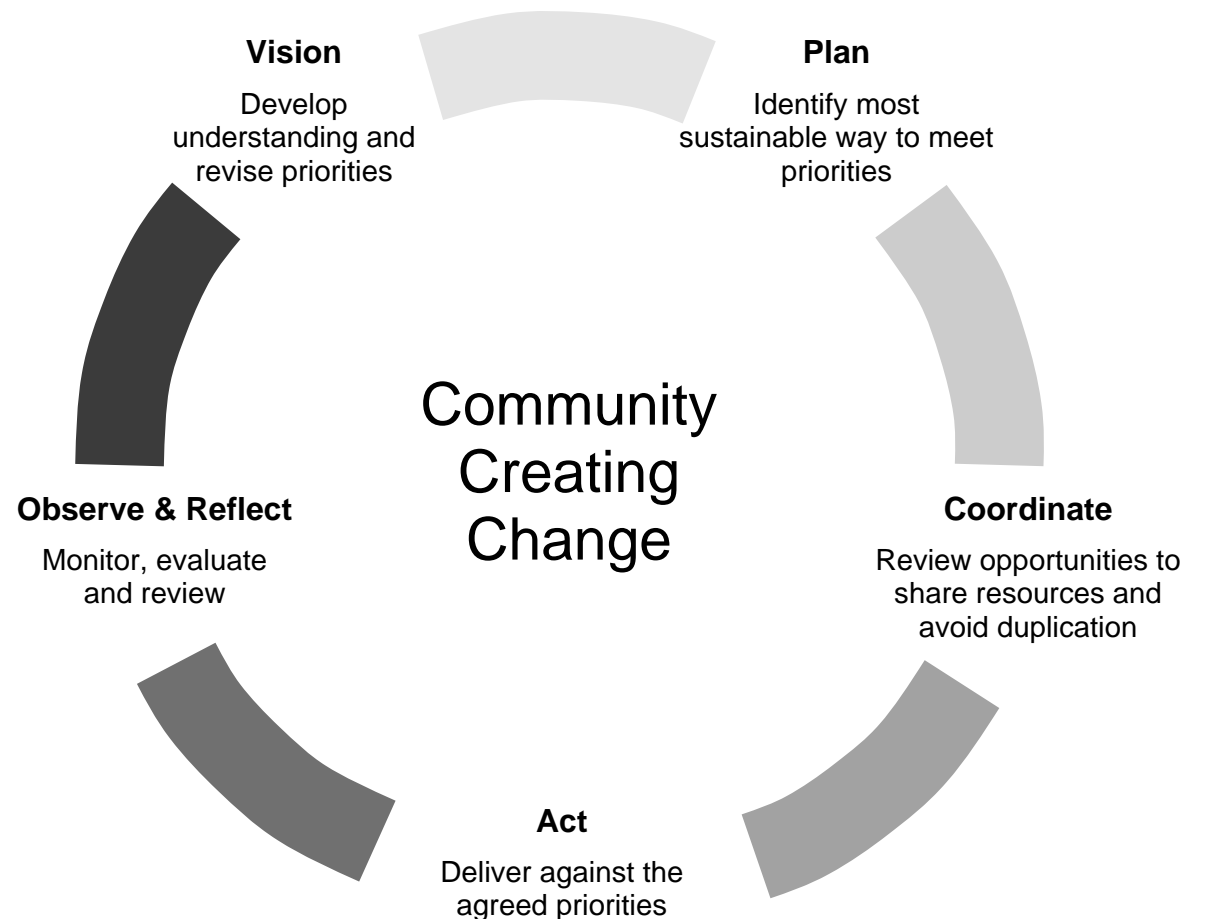 Vision
Develop
understanding and
revise priorities
Plan
Identify most
sustainable way to meet
priorities
Community
Creating
Change
Observe & Reflect
Monitor, evaluate
and review
Coordinate
Review opportunities to
share resources and
avoid duplication
Act
Deliver against the
agreed priorities